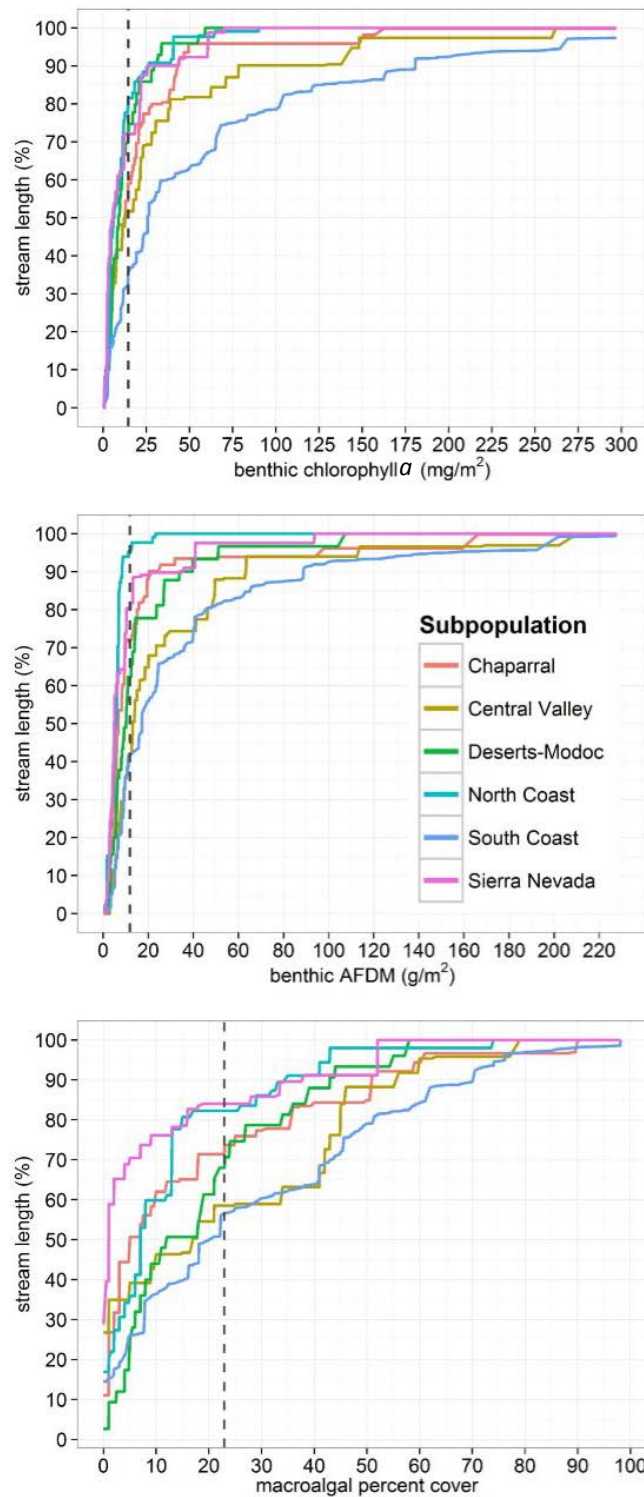 stream length (%)
100
90
80
70
60
50
40
30
20
10
0
0 25 50 75 100 125 150 175 200 225 250 275 300
benthic chlorophyll a (mg/m²)
stream length (%)
100
90
80
70
60
50
40
30
20
10
0
Subpopulation
Chaparral
Central Valley
Deserts-Modoc
North Coast
South Coast
Sierra Nevada
0 20 40 60 80 100 120 140 160 180 200 220
benthic AFDM (g/m²)
stream length (%)
100
90
80
70
60
50
40
30
20
10
0
0 10 20 30 40 50 60 70 80 90 100
macroalgal percent cover